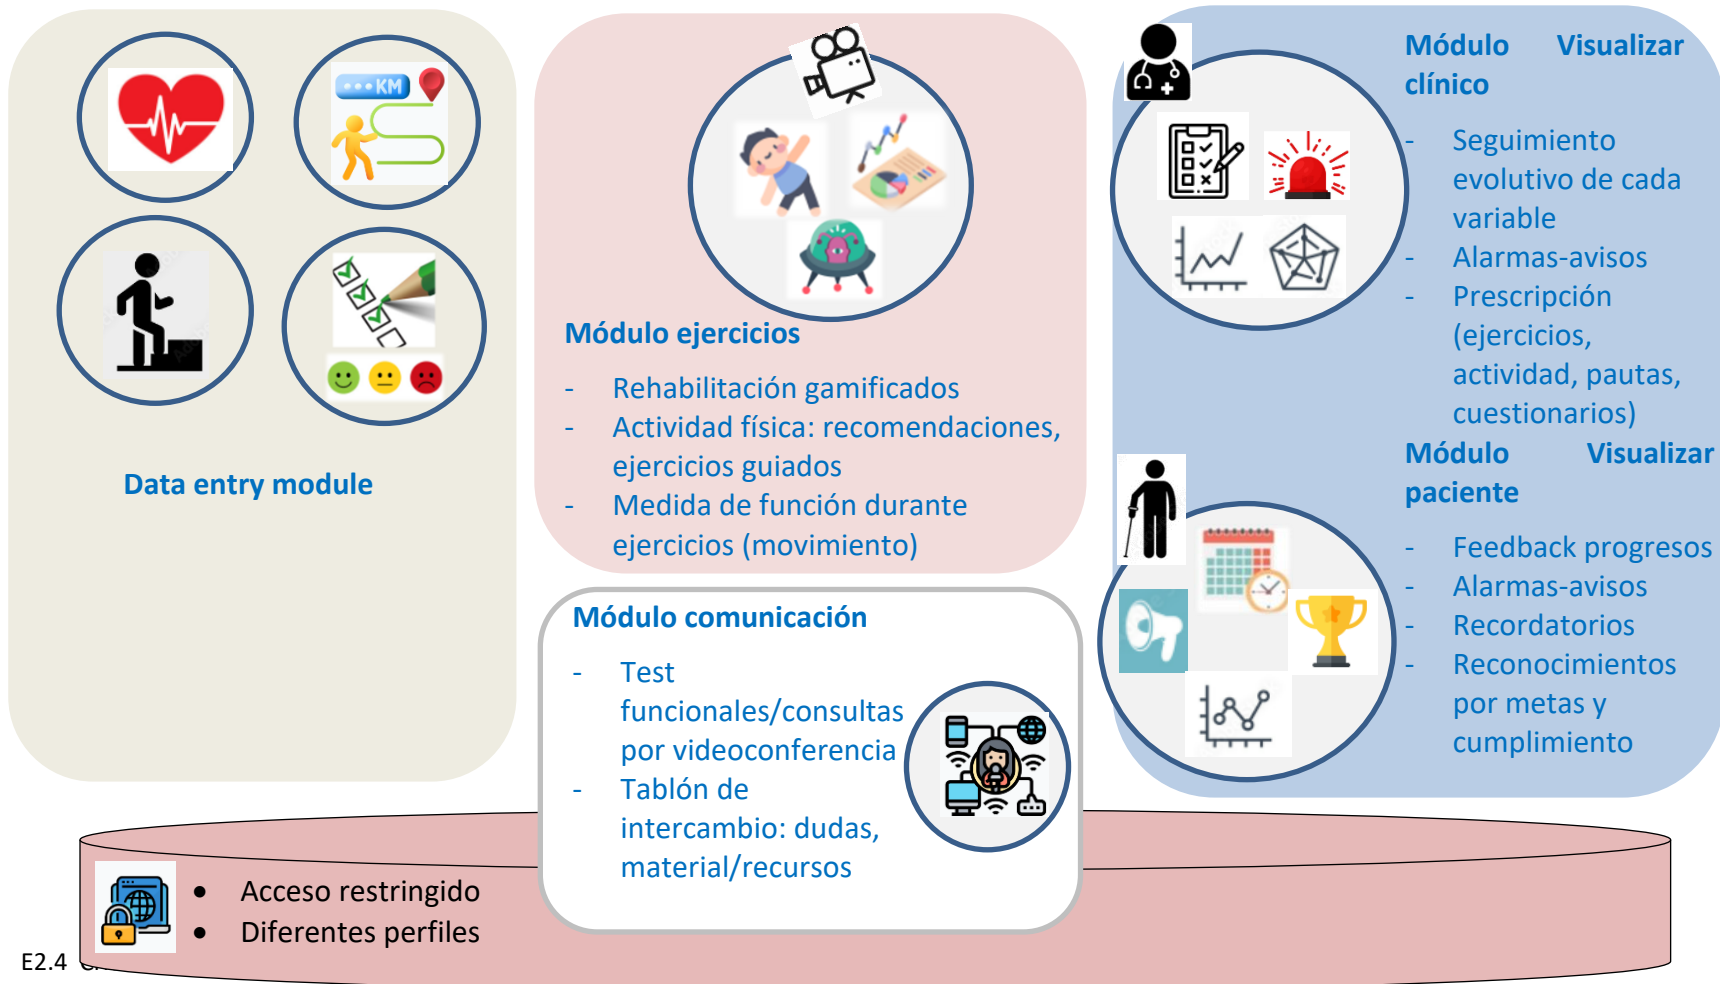 KM
Data entry module
Módulo ejercicios
- Rehabilitación gamificados
- Actividad física: recomendaciones,
ejercicios guiados
- Medida de función durante
ejercicios (movimiento)
Módulo comunicación
- Test
funcionales/consultas
por videoconferencia
- Tablón de
intercambio: dudas,
material/recursos
Módulo Visualizar
clínico
- Seguimiento
evolutivo de cada
variable
- Alarmas-avisos
- Prescripción
(ejercicios,
actividad, pautas,
cuestionarios)
Módulo Visualizar
paciente
- Feedback progresos
- Alarmas-avisos
- Recordatorios
- Reconocimientos
por metas y
cumplimiento
• Acceso restringido
• Diferentes perfiles
E2.4